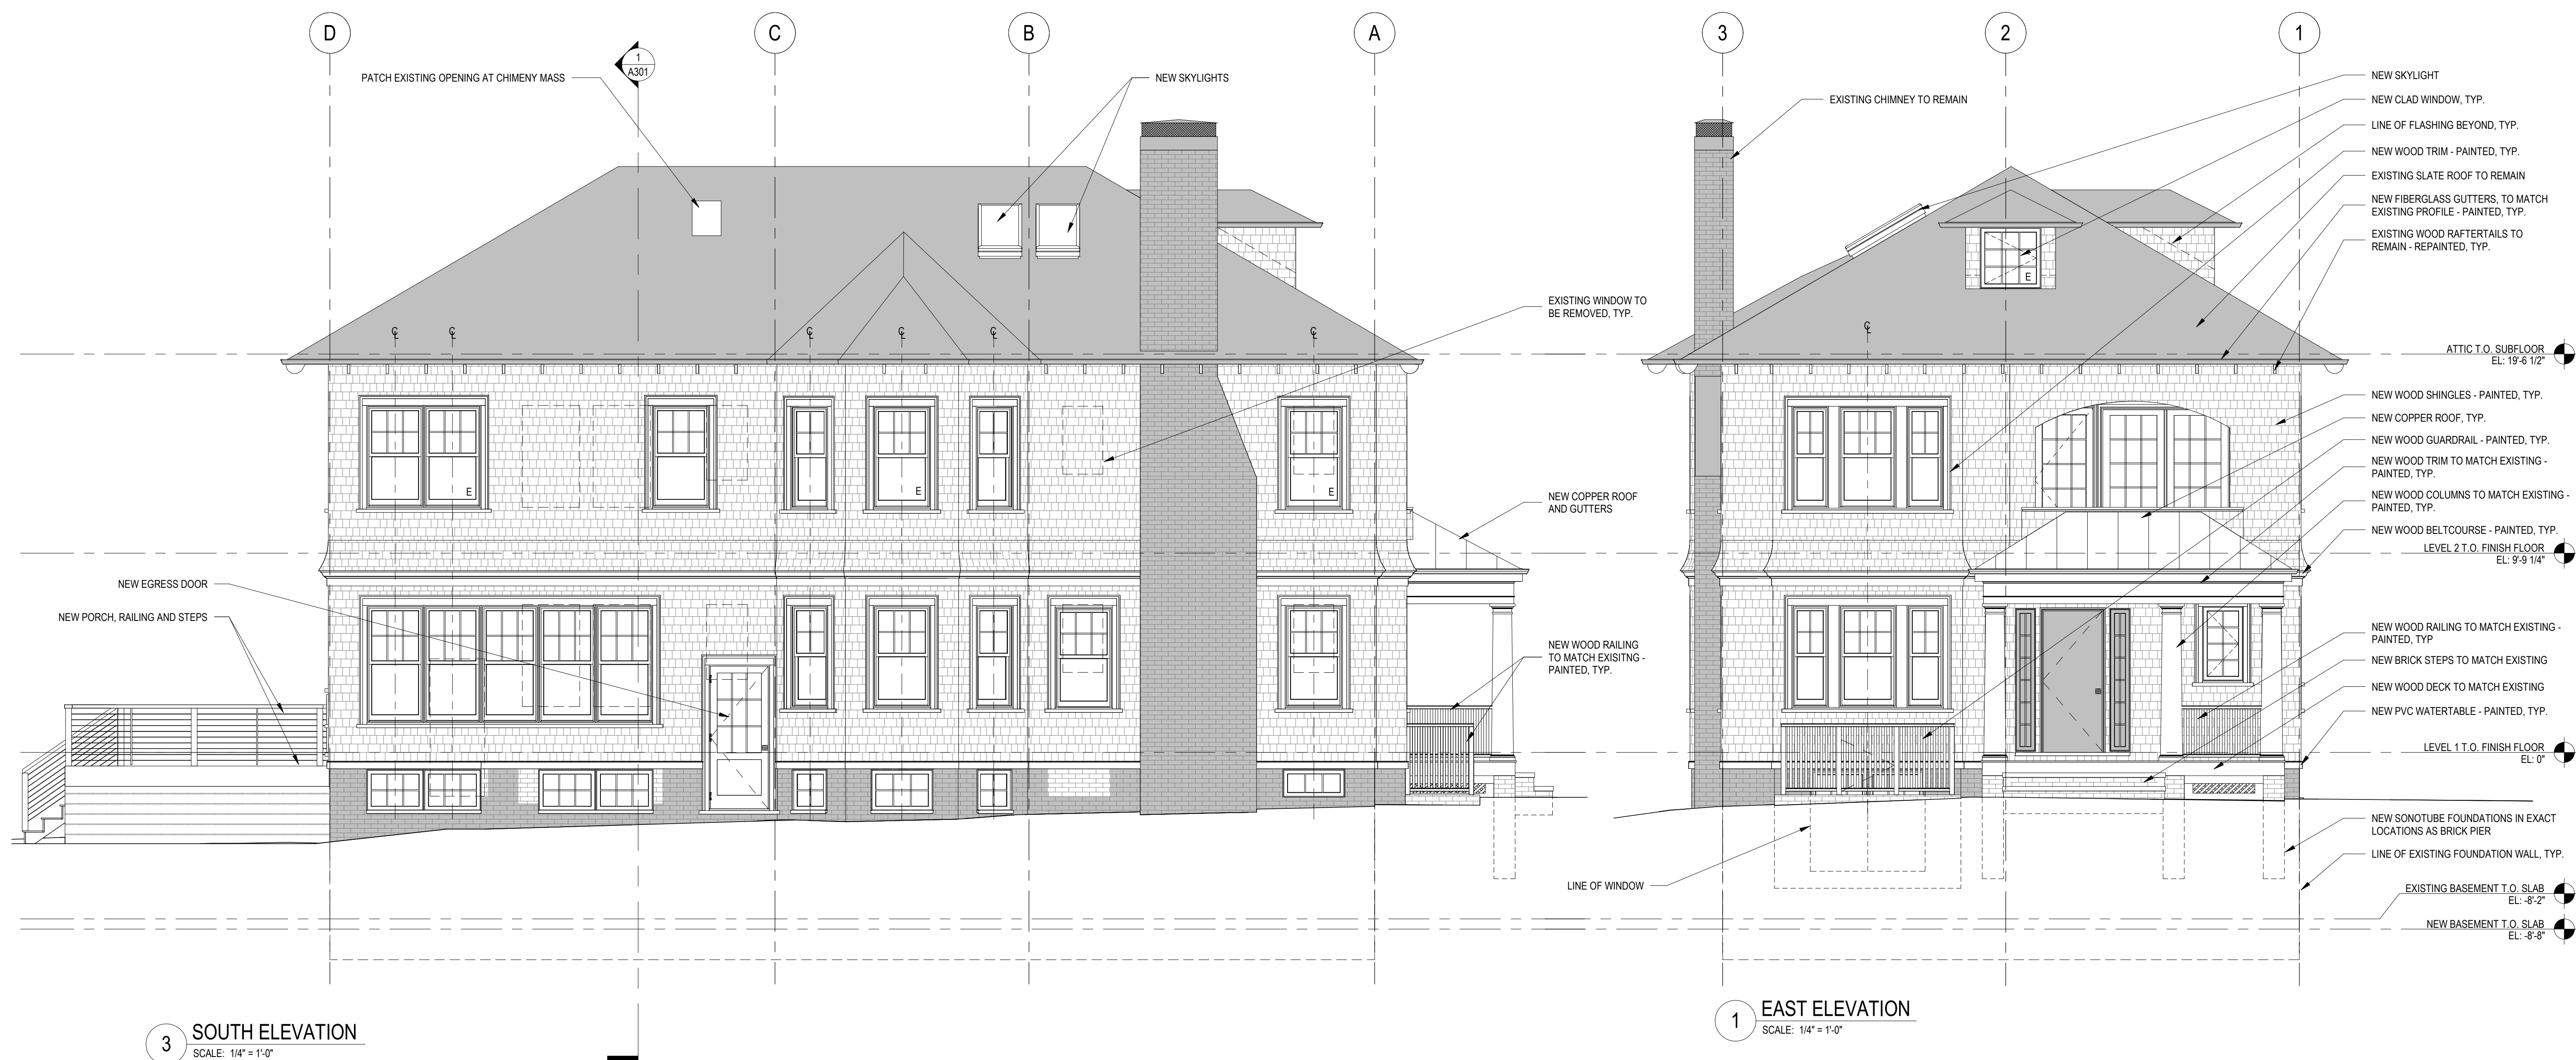 D
C
B
A
1
A301
PATCH EXISTING OPENING AT CHIMENY MASS
NEW SKYLIGHTS
EXISTING WINDOW TO
BE REMOVED, TYP.
℄
℄
℄
℄
℄
℄
E
E
E
NEW COPPER ROOF
AND GUTTERS
NEW EGRESS DOOR
NEW PORCH, RAILING AND STEPS
NEW WOOD RAILING
TO MATCH EXISITNG -
PAINTED, TYP.
3
SOUTH ELEVATION
SCALE: 1/4" = 1'-0"
3
2
1
EXISTING CHIMNEY TO REMAIN
℄
E
LINE OF WINDOW
NEW SKYLIGHT
NEW CLAD WINDOW, TYP.
LINE OF FLASHING BEYOND, TYP.
NEW WOOD TRIM - PAINTED, TYP.
EXISTING SLATE ROOF TO REMAIN
NEW FIBERGLASS GUTTERS, TO MATCH
EXISTING PROFILE - PAINTED, TYP.
EXISTING WOOD RAFTERTAILS TO
REMAIN - REPAINTED, TYP.
ATTIC T.O. SUBFLOOR
EL: 19'-6 1/2"
NEW WOOD SHINGLES - PAINTED, TYP.
NEW COPPER ROOF, TYP.
NEW WOOD GUARDRAIL - PAINTED, TYP.
NEW WOOD TRIM TO MATCH EXISTING -
PAINTED, TYP.
NEW WOOD COLUMNS TO MATCH EXISTING -
PAINTED, TYP.
NEW WOOD BELTCOURSE - PAINTED, TYP.
LEVEL 2 T.O. FINISH FLOOR
EL: 9'-9 1/4"
NEW WOOD RAILING TO MATCH EXISTING -
PAINTED, TYP
NEW BRICK STEPS TO MATCH EXISTING
NEW WOOD DECK TO MATCH EXISTING
NEW PVC WATERTABLE - PAINTED, TYP.
LEVEL 1 T.O. FINISH FLOOR
EL: 0"
NEW SONOTUBE FOUNDATIONS IN EXACT
LOCATIONS AS BRICK PIER
LINE OF EXISTING FOUNDATION WALL, TYP.
EXISTING BASEMENT T.O. SLAB
EL: -8'-2"
NEW BASEMENT T.O. SLAB
EL: -8'-8"
1
EAST ELEVATION
SCALE: 1/4" = 1'-0"